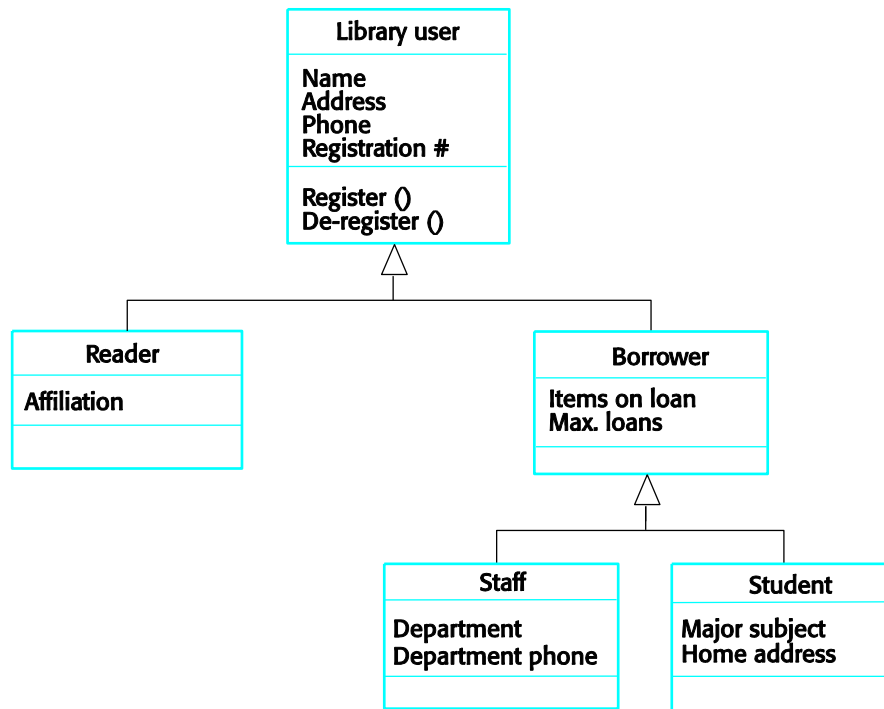 Library user
Name
Address
Phone
Registration #
Register ()
De-register ()
Reader
Affiliation
Borrower
Items on loan
Max. loans
Staff
Department
Department phone
Student
Major subject
Home address